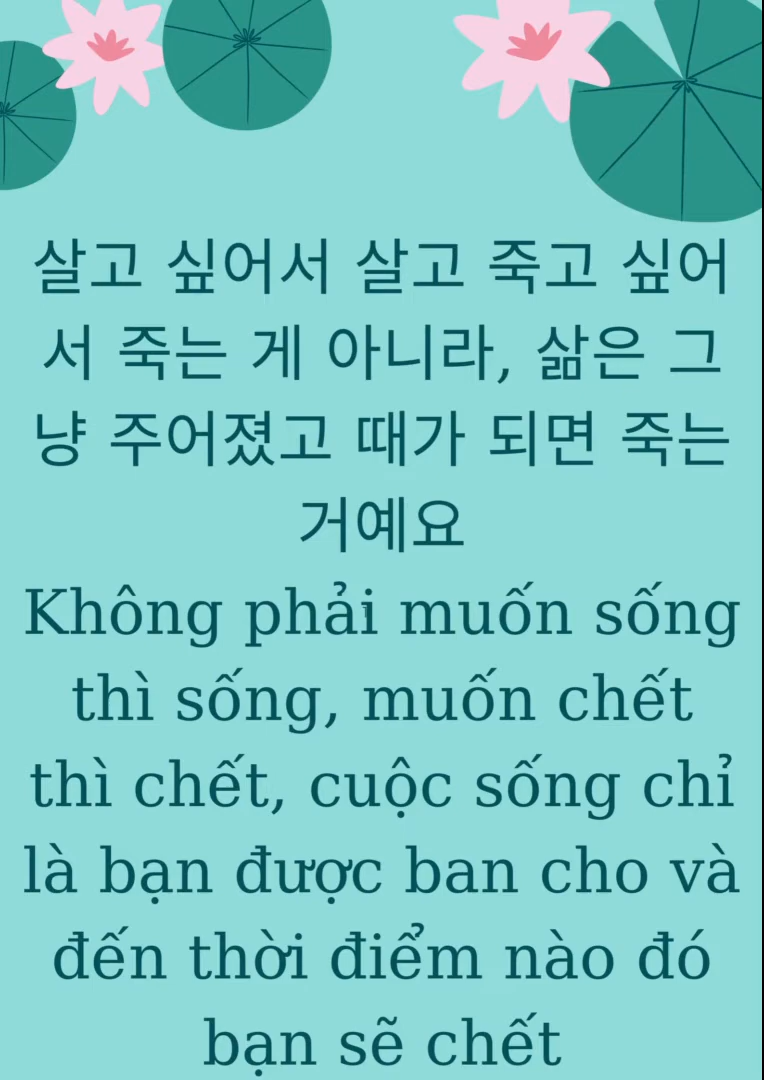 살고 싶어서 살고 죽고 싶어
서 죽는 게 아니라, 삶은 그
냥 주어졌고 때가 되면 죽는
거예요
Không phải muốn sống
thì sống, muốn chết
thì chết, cuộc sống chỉ
là bạn được ban cho và
đến thời điểm nào đó
bạn sẽ chết